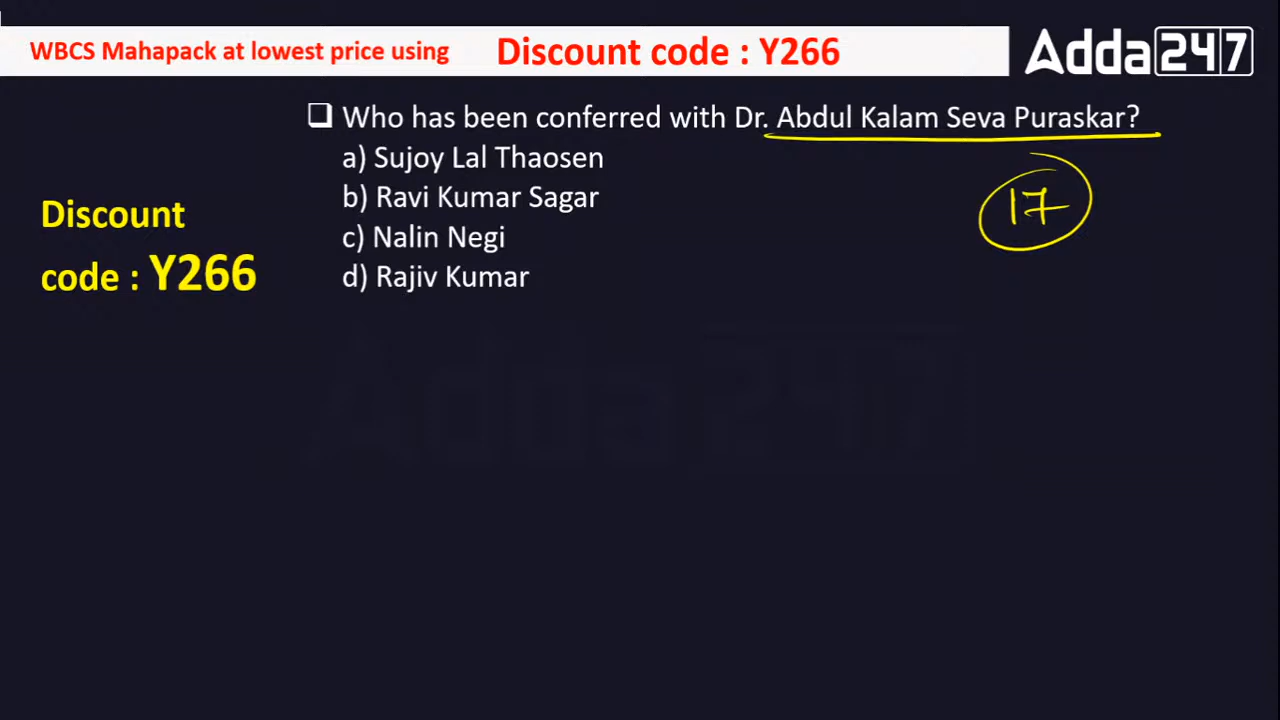 WBCS Mahapack at lowest price using Discount code : Y266
Adda247
❑ Who has been conferred with Dr. Abdul Kalam Seva Puraskar?
a) Sujoy Lal Thaosen
b) Ravi Kumar Sagar
c) Nalin Negi
d) Rajiv Kumar
17
Discount
code : Y266
Adda247